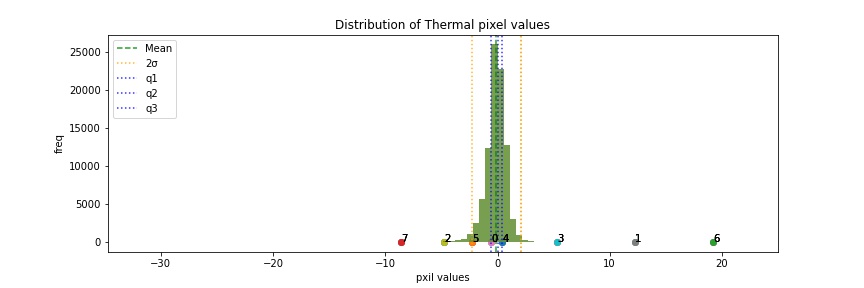 Distribution of Thermal pixel values
Mean
2σ
q1
q2
q3
25000
20000
15000
10000
5000
0
freq
7 2 5 0 4 3 1 6
−30 −20 −10 0 10 20
pxil values